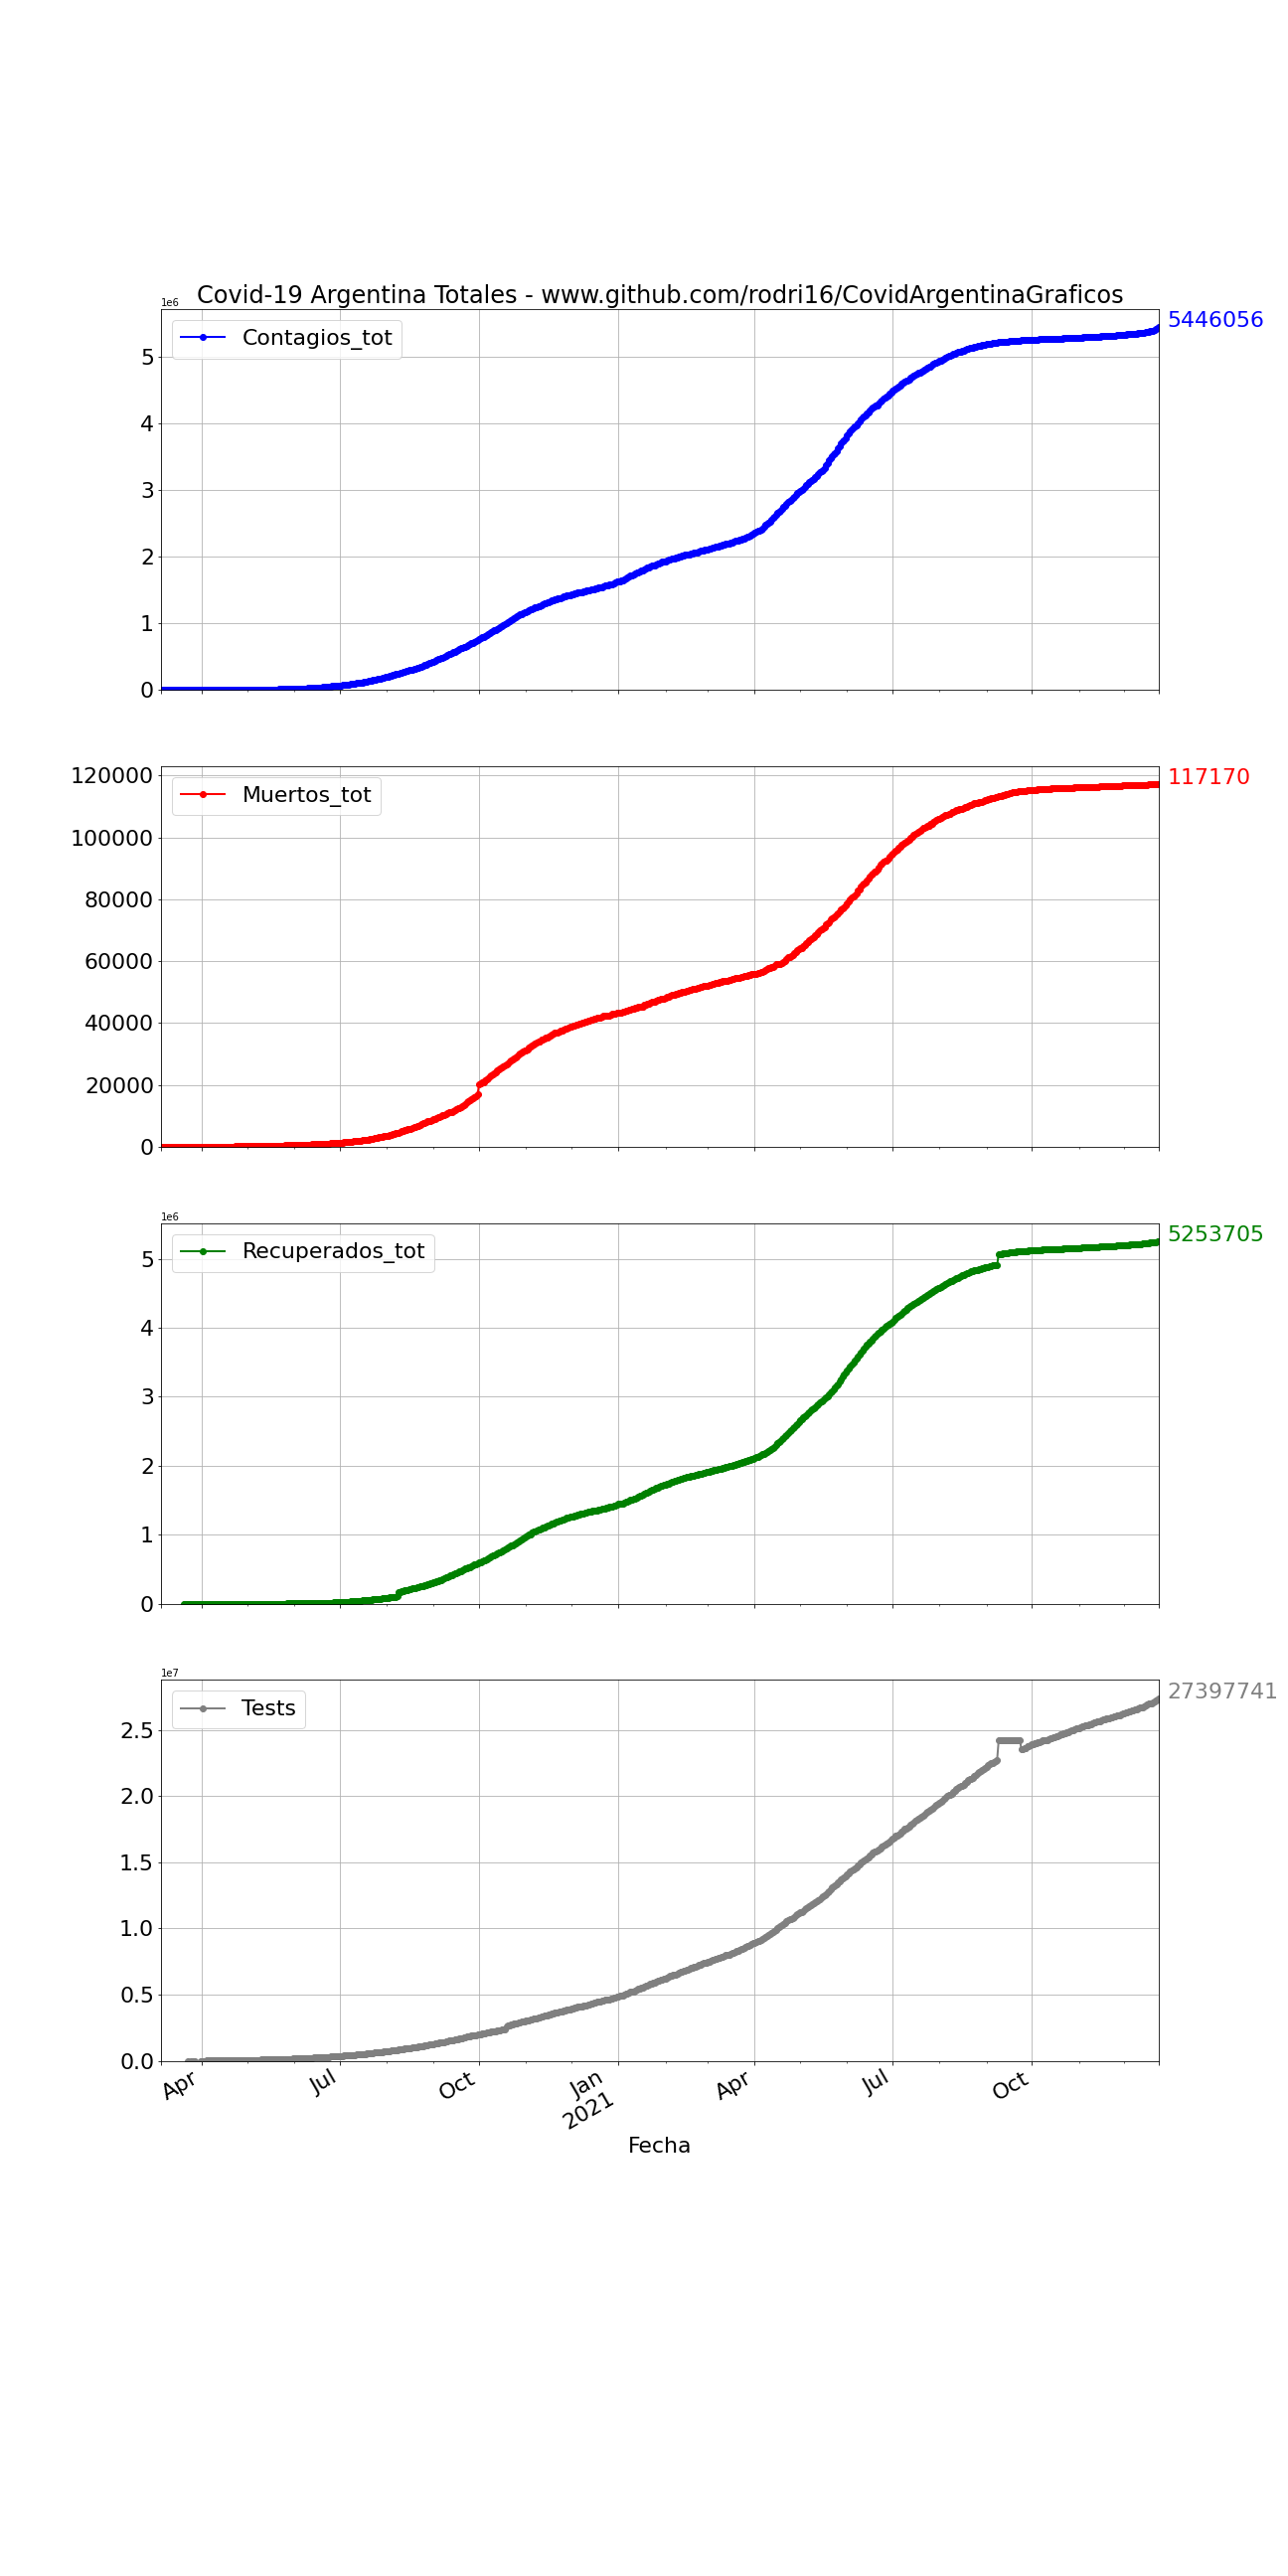 Covid-19 Argentina Totales - www.github.com/rodri16/CovidArgentinaGraficos
1e6
Contagios_tot
5446056
5
4
3
2
1
0
120000
100000
80000
60000
40000
20000
0
Muertos_tot
117170
1e6
Recuperados_tot
5253705
5
4
3
2
1
0
1e7
Tests
27397741
2.5
2.0
1.5
1.0
0.5
0.0
Apr
Jul
Oct
Jan
2021
Apr
Jul
Oct
Fecha